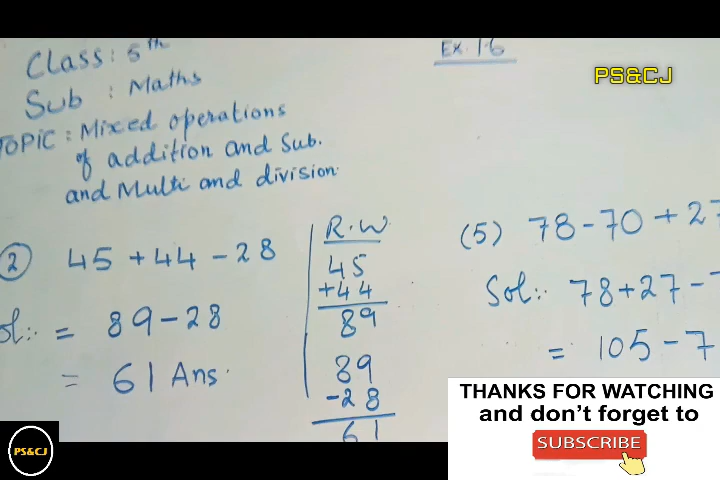 Class: 5th
Sub : Maths
TOPIC : Mixed operations
of addition and Sub.
and Multi and division.
Ex. 1.6
PS&CJ
② 45 + 44 - 28
= 89 - 28
= 61 Ans.
R.W
45
+44
89
89
-28
61
(5) 78 - 70 + 27
Sol:- 78 + 27 -
= 105 - 7
THANKS FOR WATCHING
and don't forget to
SUBSCRIBE
PS&CJ